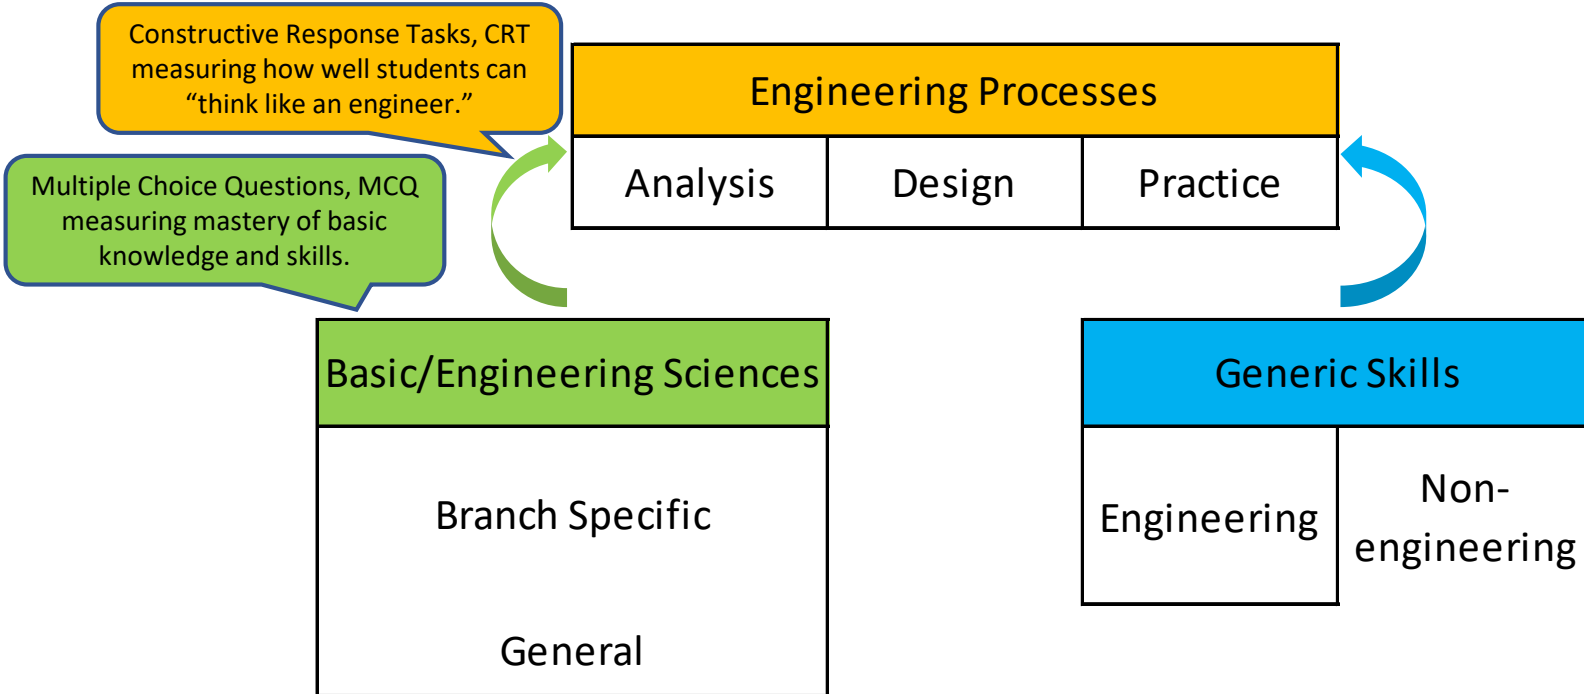 Constructive Response Tasks, CRT
measuring how well students can
“think like an engineer.”
Engineering Processes
Analysis
Design
Practice
Multiple Choice Questions, MCQ
measuring mastery of basic
knowledge and skills.
Basic/Engineering Sciences
Branch Specific
General
Generic Skills
Engineering
Non-
engineering